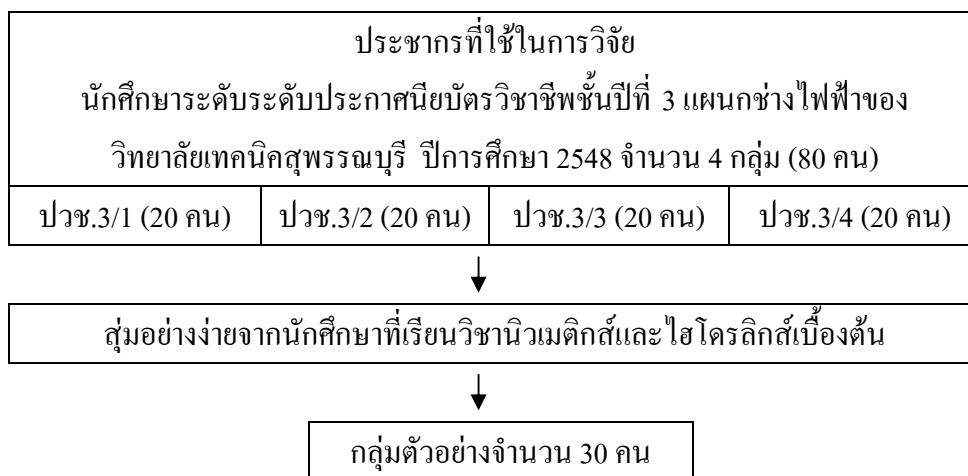 ประชากรที่ใช้ในการวิจัย
นักศึกษาระดับระดับประกาศนียบัตรวิชาชีพชั้นปีที่ 3 แผนกช่างไฟฟ้าของ
วิทยาลัยเทคนิคสุพรรณบุรี ปีการศึกษา 2548 จำนวน 4 กลุ่ม (80 คน)
ปวช.3/1 (20 คน) ปวช.3/2 (20 คน) ปวช.3/3 (20 คน) ปวช.3/4 (20 คน)
สุ่มอย่างง่ายจากนักศึกษาที่เรียนวิชานิวเมติกส์และไฮโดรลิกส์เบื้องต้น
กลุ่มตัวอย่างจำนวน 30 คน